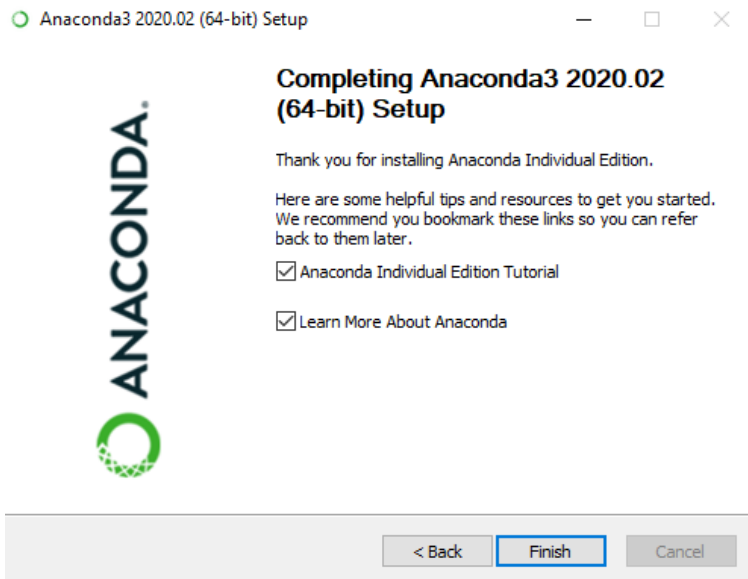 Anaconda3 2020.02 (64-bit) Setup
Completing Anaconda3 2020.02
(64-bit) Setup
Thank you for installing Anaconda Individual Edition.
Here are some helpful tips and resources to get you started.
We recommend you bookmark these links so you can refer
back to them later.
Anaconda Individual Edition Tutorial
Learn More About Anaconda
ANACONDA.
< Back
Finish
Cancel